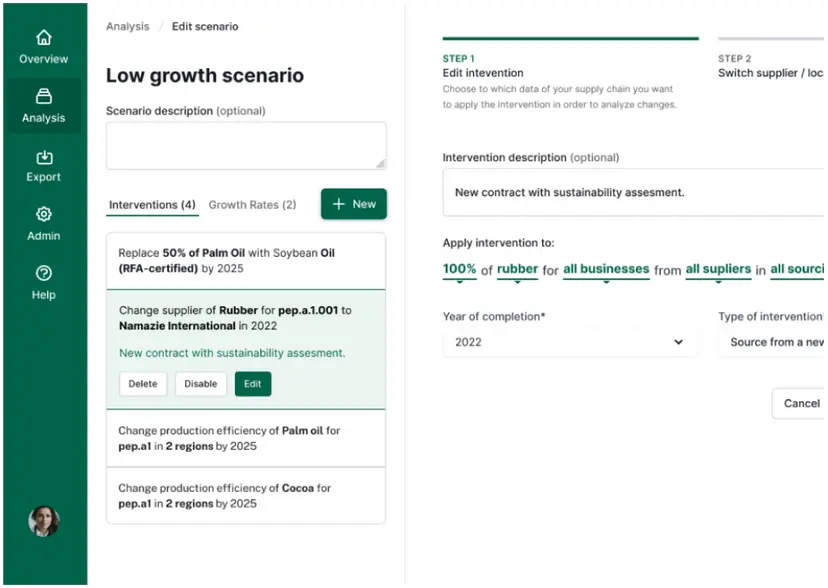 Overview
Analysis
Export
Admin
Help
Analysis / Edit scenario
Low growth scenario
Scenario description (optional)
Interventions (4)
Growth Rates (2)
+ New
Replace 50% of Palm Oil with Soybean Oil
(RFA-certified) by 2025
Change supplier of Rubber for pep.a.1.001 to
Namazie International in 2022
New contract with sustainability assesment.
Delete
Disable
Edit
Change production efficiency of Palm oil for
pep.a1 in 2 regions by 2025
Change production efficiency of Cocoa for
pep.a1 in 2 regions by 2025
STEP 1
Edit intevention
Choose to which data of your supply chain you want
to apply the intervention in order to analyze changes.
STEP 2
Switch supplier / loc
Intervention description (optional)
New contract with sustainability assesment.
Apply intervention to:
100% of rubber for all businesses from all supliers in all sourci
Year of completion*
2022
Type of intervention
Source from a new
Cancel